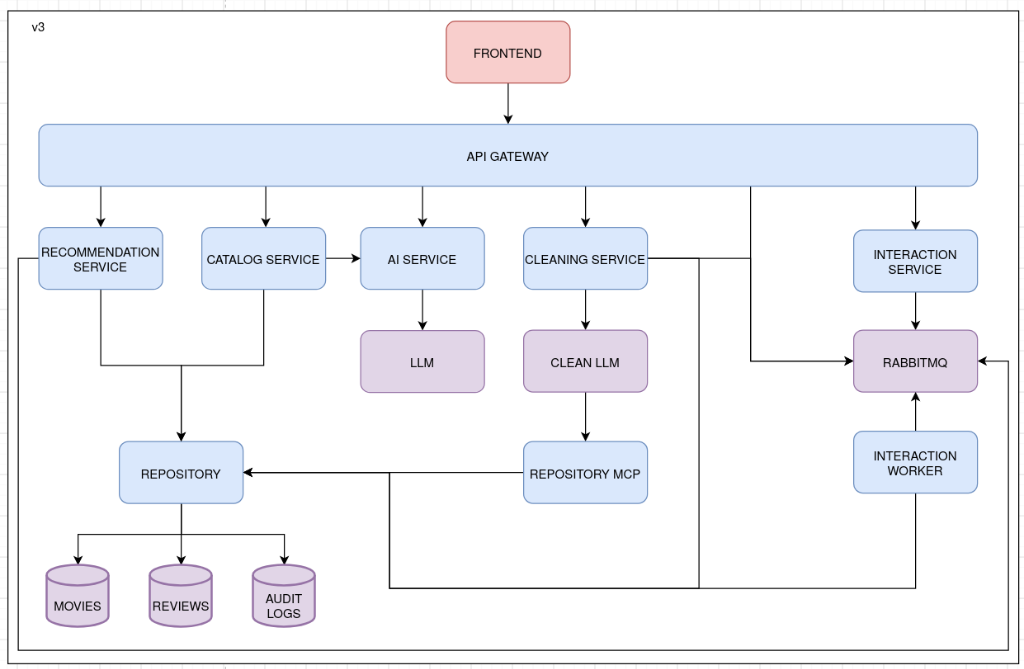 v3
FRONTEND
API GATEWAY
RECOMMENDATION
SERVICE
CATALOG SERVICE
AI SERVICE
CLEANING SERVICE
INTERACTION
SERVICE
LLM
CLEAN LLM
RABBITMQ
REPOSITORY
REPOSITORY MCP
INTERACTION
WORKER
MOVIES
REVIEWS
AUDIT
LOGS